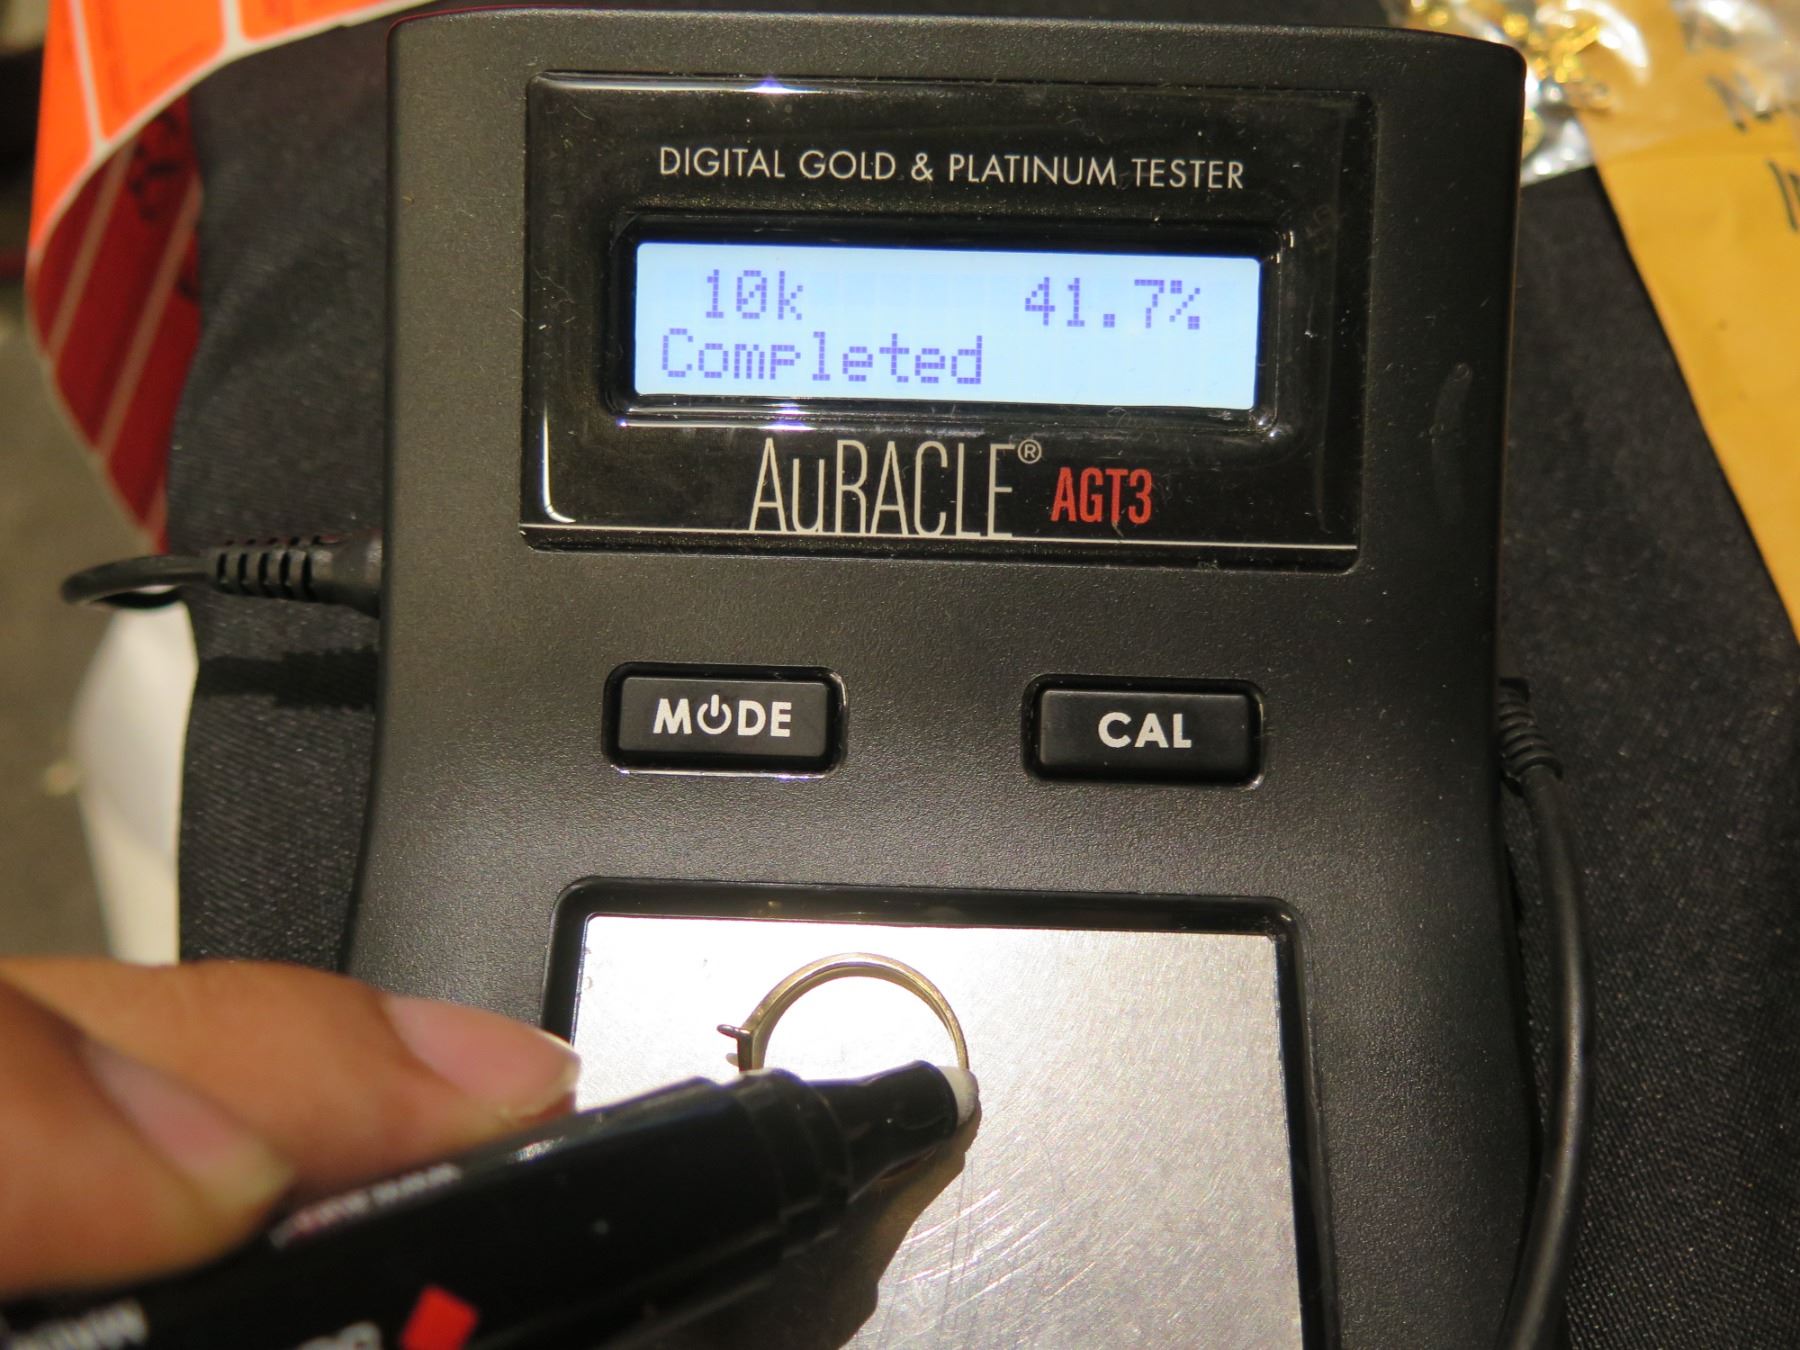 DIGITAL GOLD & PLATINUM TESTER
10k 41.7%
Completed
AuRACLE® AGT3
MODE CAL